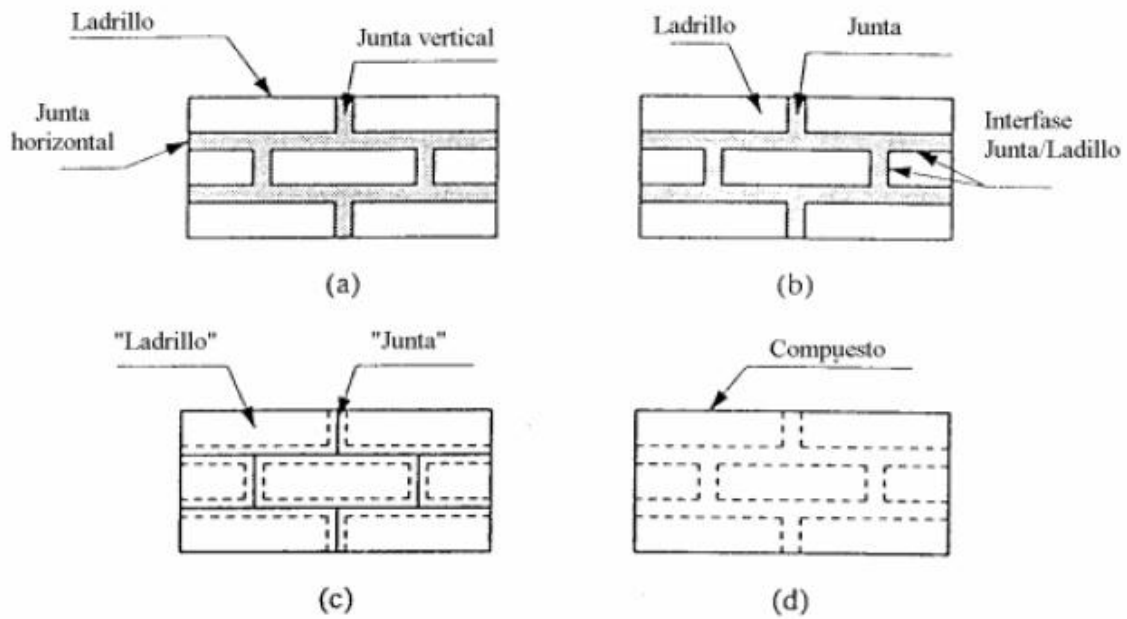 Ladrillo
Junta vertical
Junta
horizontal
(a)
Ladrillo
Junta
Interfase
Junta/Ladillo
(b)
"Ladrillo"
"Junta"
(c)
Compuesto
(d)